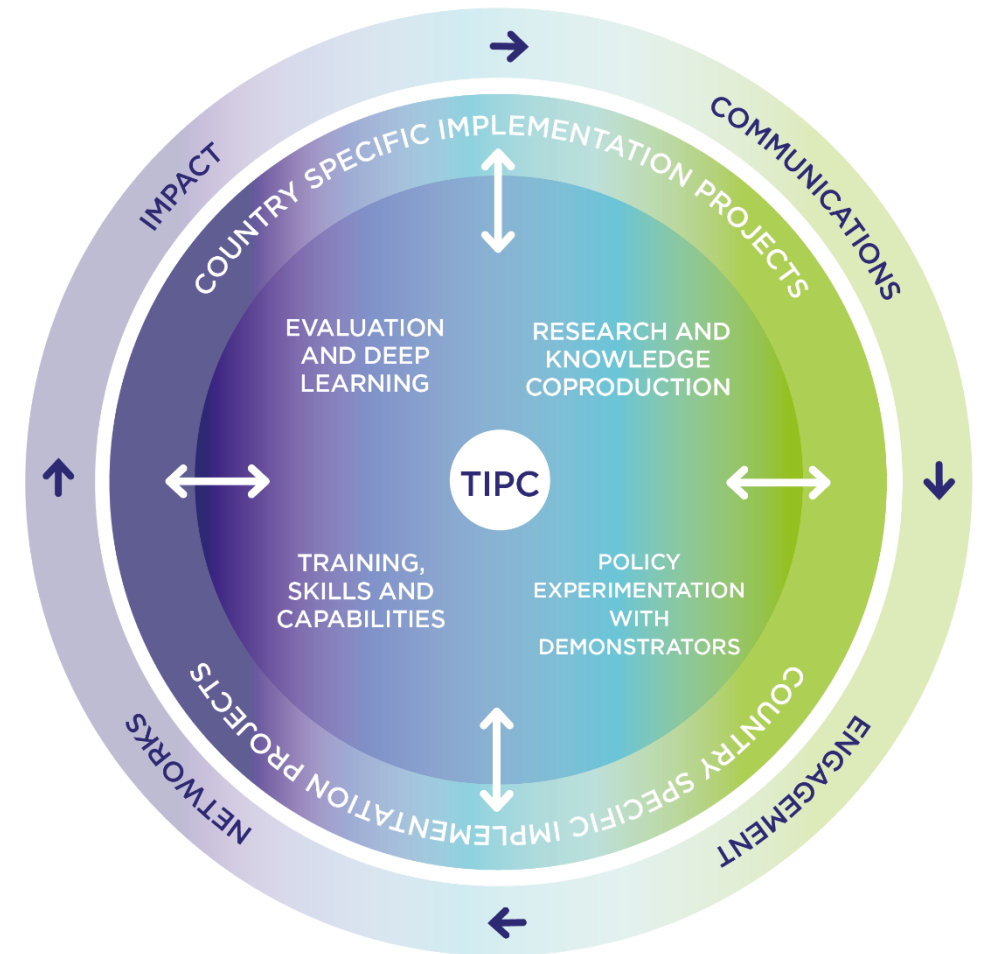 COUNTRY SPECIFIC IMPLEMENTATION PROJECTS
IMPACT
COMMUNICATIONS
EVALUATION
AND DEEP
LEARNING
RESEARCH AND
KNOWLEDGE
COPRODUCTION
TIPC
TRAINING,
SKILLS AND
CAPABILITIES
POLICY
EXPERIMENTATION
WITH
DEMONSTRATORS
COUNTRY SPECIFIC IMPLEMENTATION PROJECTS
NETWORKS
ENGAGEMENT